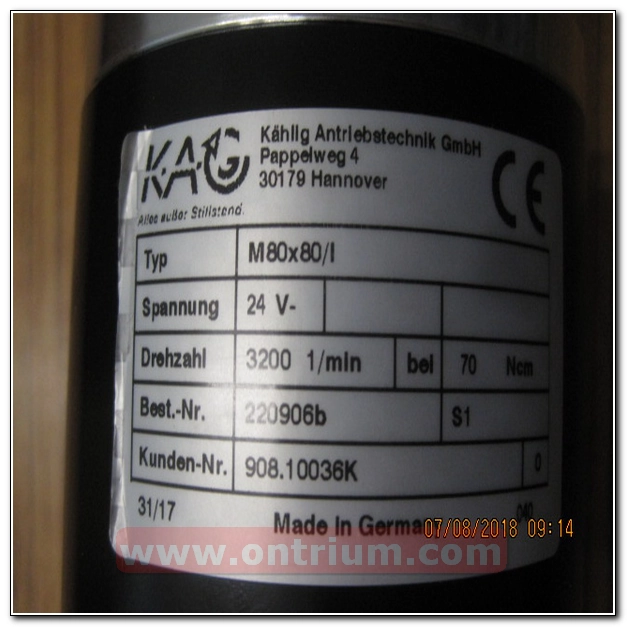 KAG
Alles außer Stillstand.
Kählig Antriebstechnik GmbH
Pappelweg 4
30179 Hannover
CE
Typ M80x80/I
Spannung 24 V-
Drehzahl 3200 1/min bei 70 Ncm
Best.-Nr. 220906b S1
Kunden-Nr. 908.10036K 0
31/17 Made in German 040
07/08/2018 09:14
www.ontrium.com